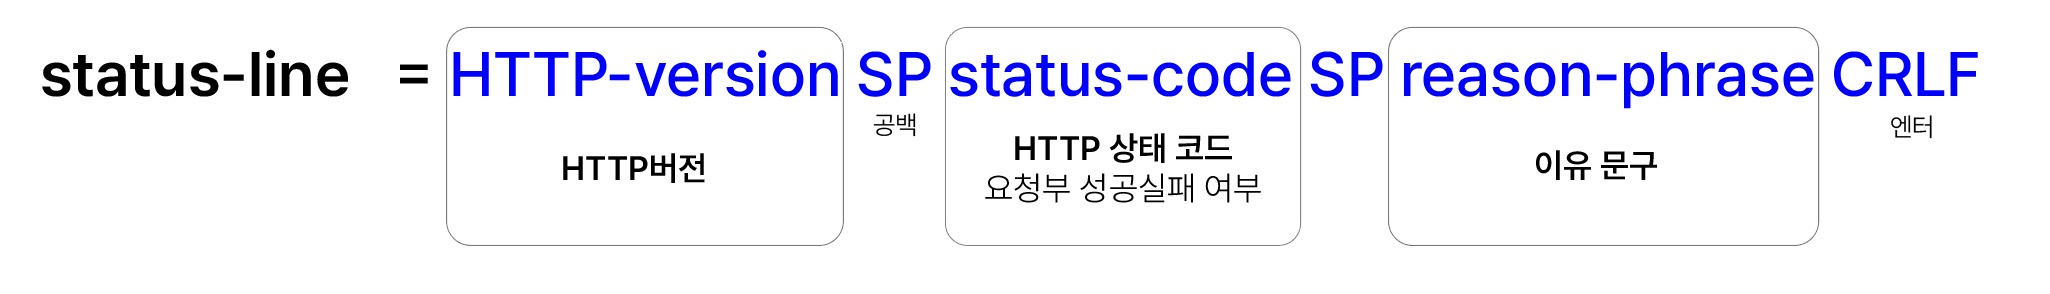 status-line = HTTP-version SP status-code SP reason-phrase CRLF
공백
엔터
HTTP버전
HTTP 상태 코드
요청부 성공실패 여부
이유 문구